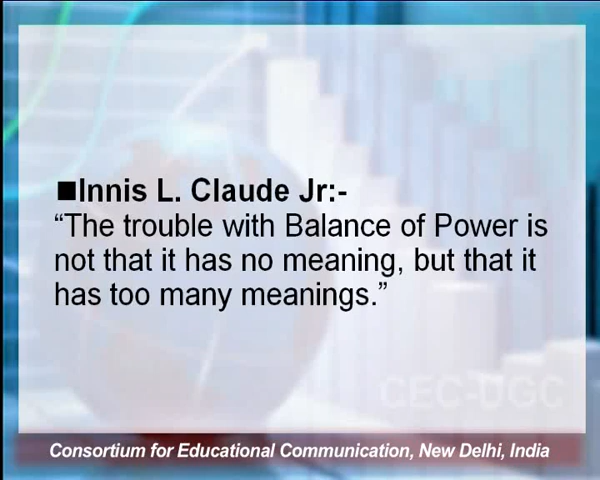 ■Innis L. Claude Jr:-
“The trouble with Balance of Power is
not that it has no meaning, but that it
has too many meanings.”
CEC-DGC
Consortium for Educational Communication, New Delhi, India